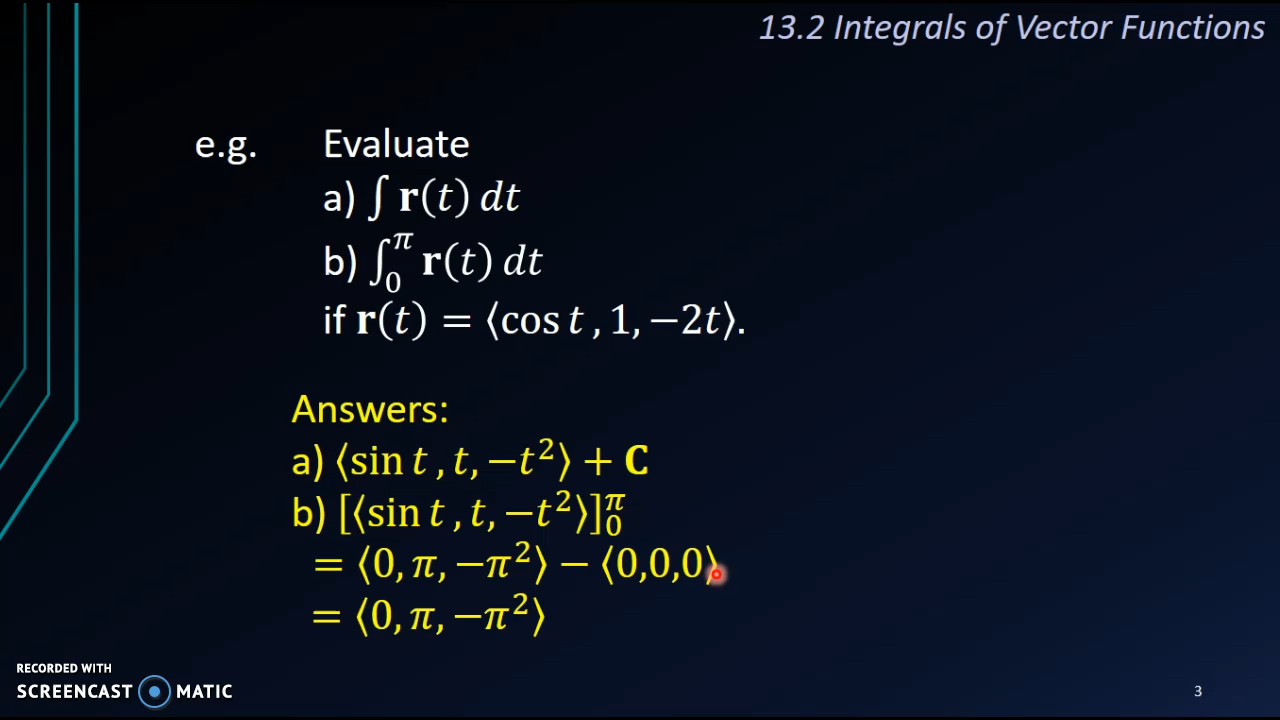 13.2 Integrals of Vector Functions
e.g. Evaluate
a) ∫ 𝐫(𝑡) 𝑑𝑡
b) ∫₀^𝜋 𝐫(𝑡) 𝑑𝑡
if 𝐫(𝑡) = ⟨cos 𝑡 , 1, −2𝑡⟩.
Answers:
a) ⟨sin 𝑡 , 𝑡, −𝑡²⟩ + 𝐂
b) [⟨sin 𝑡 , 𝑡, −𝑡²⟩]₀^𝜋
= ⟨0, 𝜋, −𝜋²⟩ − ⟨0,0,0⟩
= ⟨0, 𝜋, −𝜋²⟩
RECORDED WITH
SCREENCAST MATIC
3